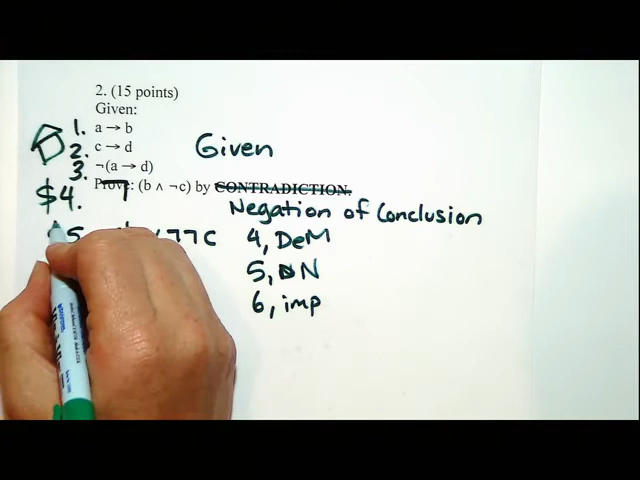 2. (15 points)
Given:
1. a → b
2. c → d
Given
3. ¬(a → d)
Prove: (b ∧ ¬c) by CONTRADICTION.
$4. ¬
Negation of Conclusion
5 ¬¬C 4, DeM
5, DN
6, imp